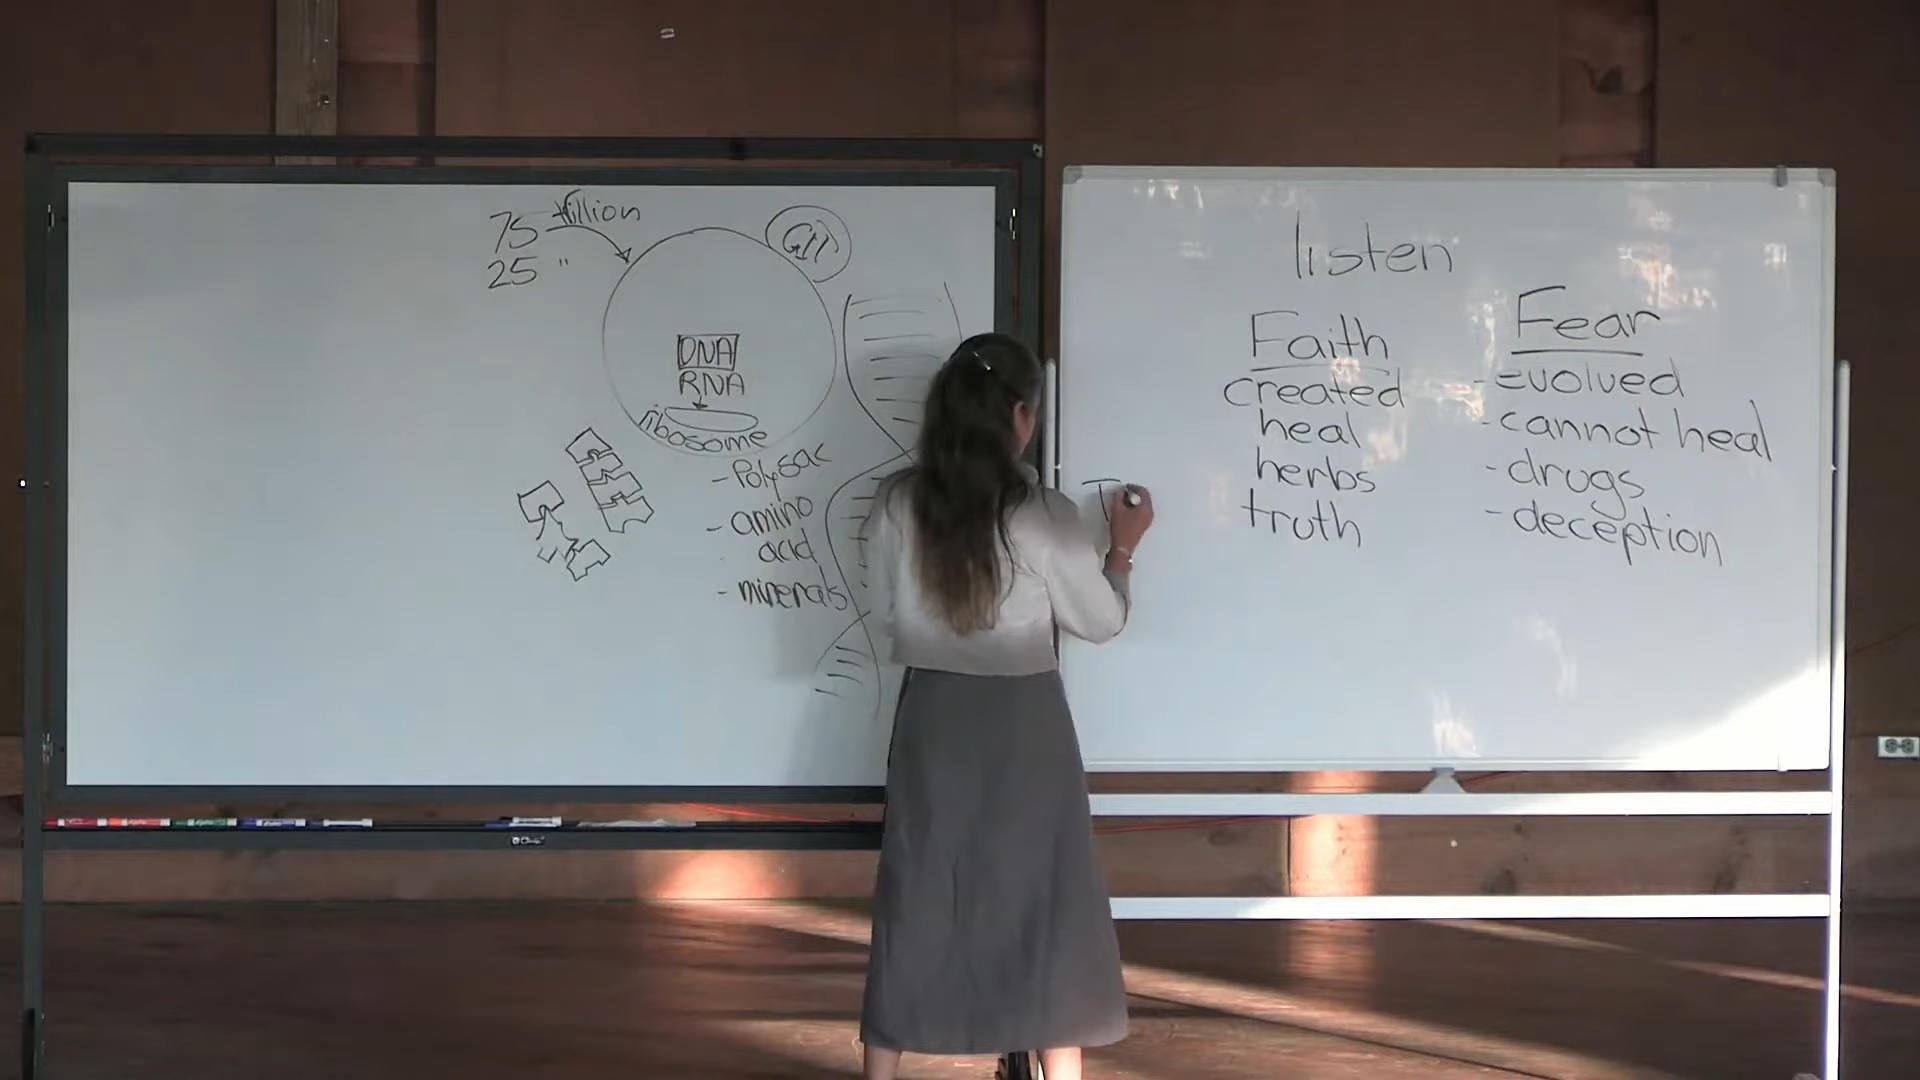 75 trillion
25 "
GIT
DNA
RNA
ribosome
- Polysac
- amino
acid
- minerals
listen
Faith
created
heal
herbs
truth
Fear
- evolved
- cannot heal
- drugs
- deception
T